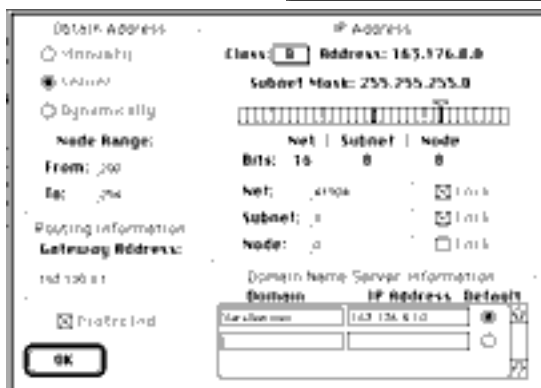 Obtain Address
Manually
Server
Dynamically
Node Range:
From:
To:
Routing Information
Gateway Address:
Protected
OK
IP Address
Class: B Address: 163.176.0.0
Subnet Mask: 255.255.255.0
Net | Subnet | Node
Bits: 16 8 8
Net: Lock
Subnet: Lock
Node: Lock
Domain Name Server Information
Domain IP Address Default